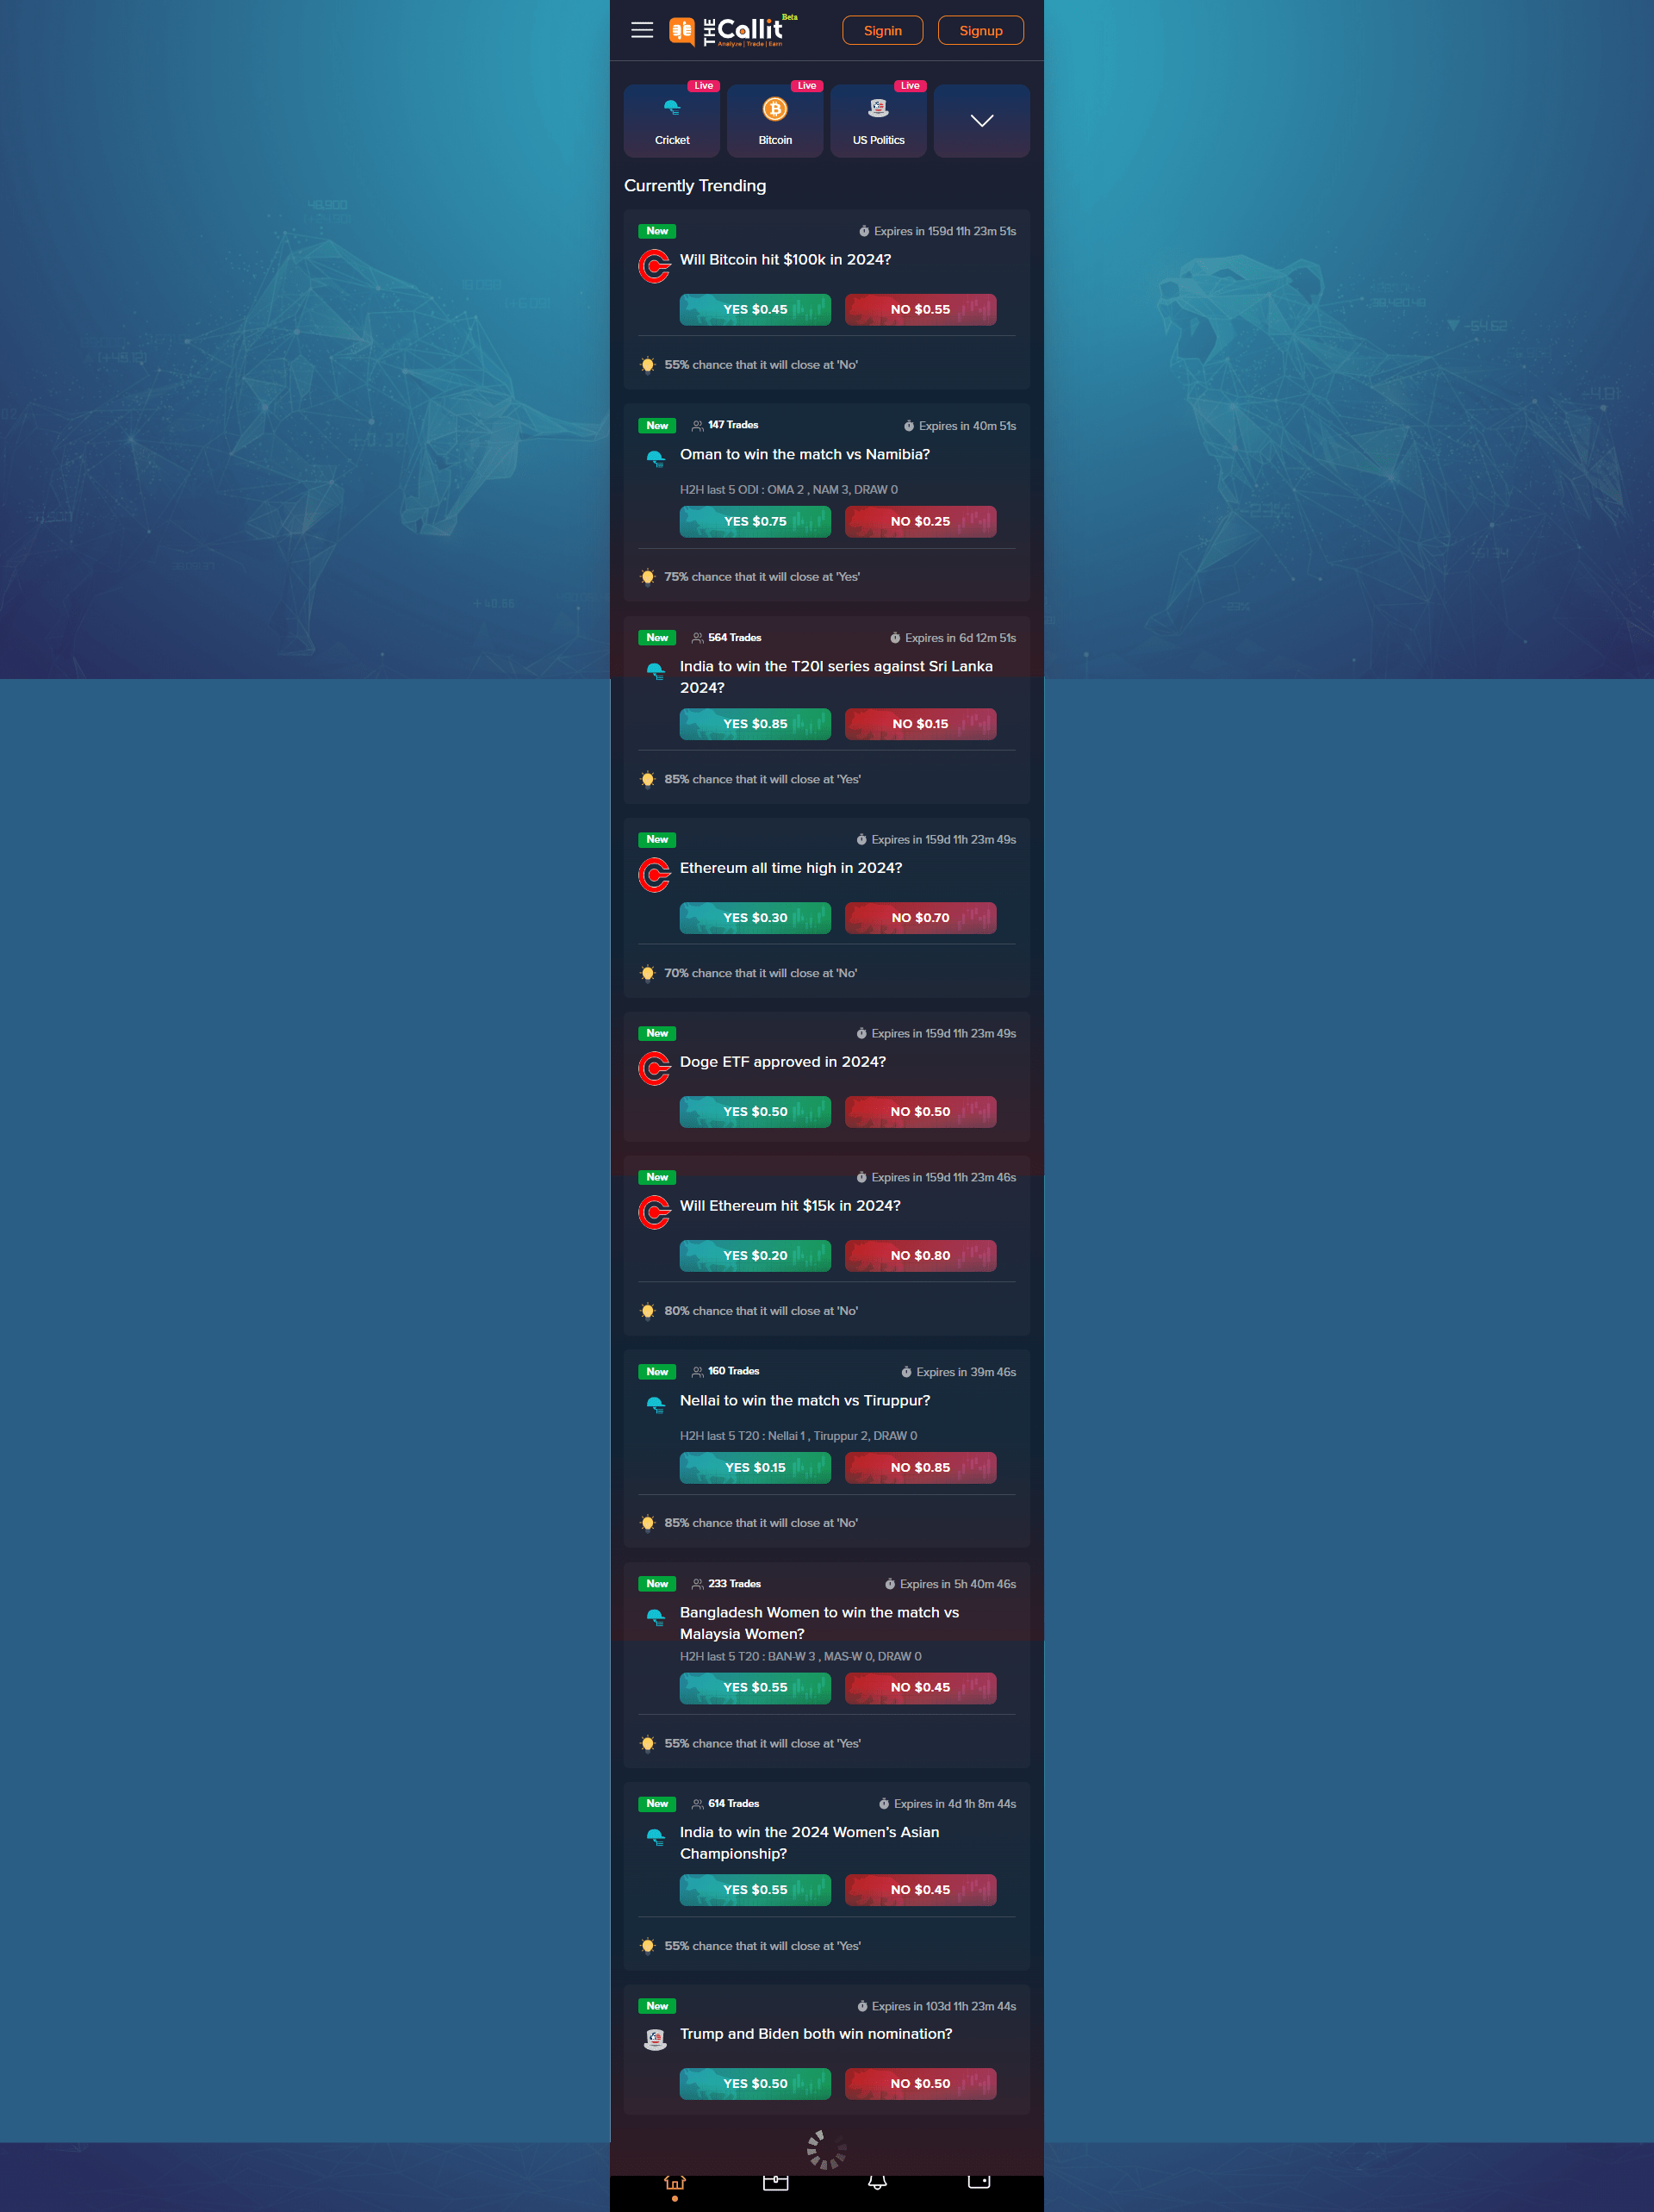 THE Callit Beta
Analyze | Trade | Earn
Signin
Signup
Live
Live
Live
Cricket
Bitcoin
US Politics
Currently Trending
New
Expires in 159d 11h 23m 51s
Will Bitcoin hit $100k in 2024?
YES $0.45
NO $0.55
55% chance that it will close at 'No'
New
147 Trades
Expires in 40m 51s
Oman to win the match vs Namibia?
H2H last 5 ODI : OMA 2 , NAM 3, DRAW 0
YES $0.75
NO $0.25
75% chance that it will close at 'Yes'
New
564 Trades
Expires in 6d 12m 51s
India to win the T20I series against Sri Lanka
2024?
YES $0.85
NO $0.15
85% chance that it will close at 'Yes'
New
Expires in 159d 11h 23m 49s
Ethereum all time high in 2024?
YES $0.30
NO $0.70
70% chance that it will close at 'No'
New
Expires in 159d 11h 23m 49s
Doge ETF approved in 2024?
YES $0.50
NO $0.50
New
Expires in 159d 11h 23m 46s
Will Ethereum hit $15k in 2024?
YES $0.20
NO $0.80
80% chance that it will close at 'No'
New
160 Trades
Expires in 39m 46s
Nellai to win the match vs Tiruppur?
H2H last 5 T20 : Nellai 1 , Tiruppur 2, DRAW 0
YES $0.15
NO $0.85
85% chance that it will close at 'No'
New
233 Trades
Expires in 5h 40m 46s
Bangladesh Women to win the match vs
Malaysia Women?
H2H last 5 T20 : BAN-W 3 , MAS-W 0, DRAW 0
YES $0.55
NO $0.45
55% chance that it will close at 'Yes'
New
614 Trades
Expires in 4d 1h 8m 44s
India to win the 2024 Women's Asian
Championship?
YES $0.55
NO $0.45
55% chance that it will close at 'Yes'
New
Expires in 103d 11h 23m 44s
Trump and Biden both win nomination?
YES $0.50
NO $0.50